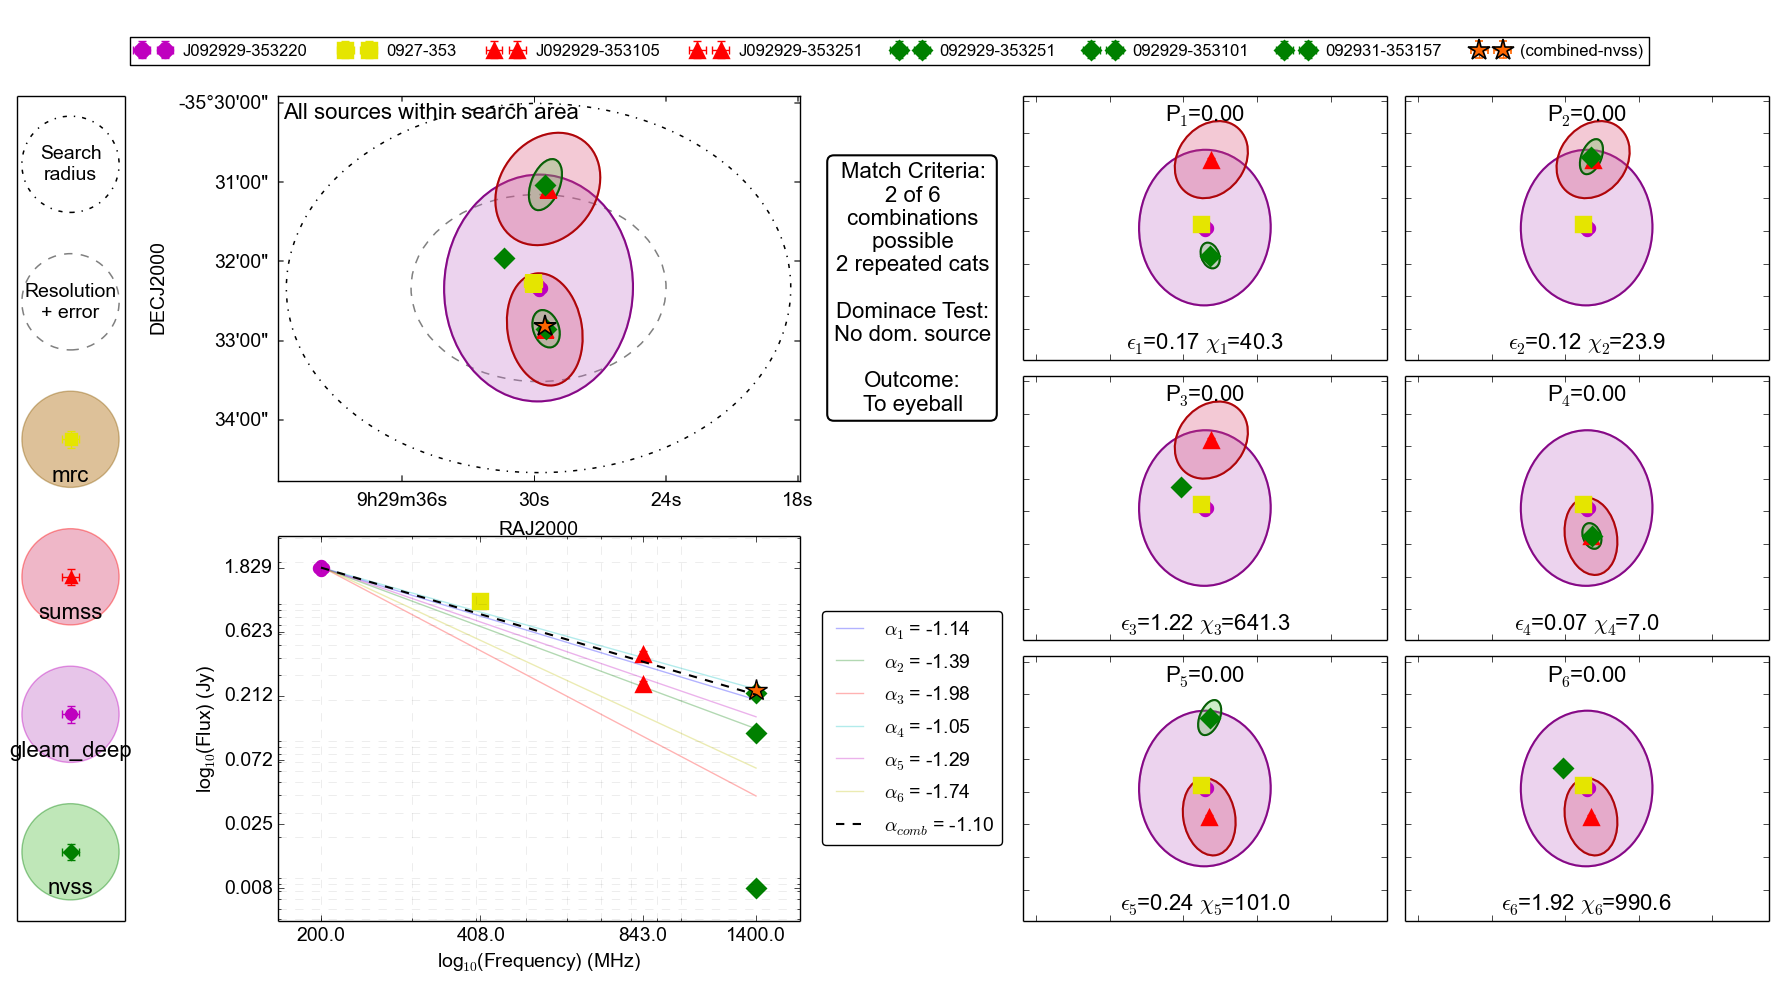 J092929-353220 0927-353 J092929-353105 J092929-353251 092929-353251 092929-353101 092931-353157 (combined-nvss)
Search
radius
Resolution
+ error
mrc
sumss
gleam_deep
nvss
All sources within search area
-35°30'00"
31'00"
32'00"
33'00"
34'00"
DECJ2000
9h29m36s 30s 24s 18s
RAJ2000
Match Criteria:
2 of 6
combinations
possible
2 repeated cats
Dominace Test:
No dom. source
Outcome:
To eyeball
1.829
0.623
0.212
0.072
0.025
0.008
log10(Flux) (Jy)
200.0 408.0 843.0 1400.0
log10(Frequency) (MHz)
α1 = -1.14
α2 = -1.39
α3 = -1.98
α4 = -1.05
α5 = -1.29
α6 = -1.74
αcomb = -1.10
P1=0.00
ϵ1=0.17 χ1=40.3
P2=0.00
ϵ2=0.12 χ2=23.9
P3=0.00
ϵ3=1.22 χ3=641.3
P4=0.00
ϵ4=0.07 χ4=7.0
P5=0.00
ϵ5=0.24 χ5=101.0
P6=0.00
ϵ6=1.92 χ6=990.6